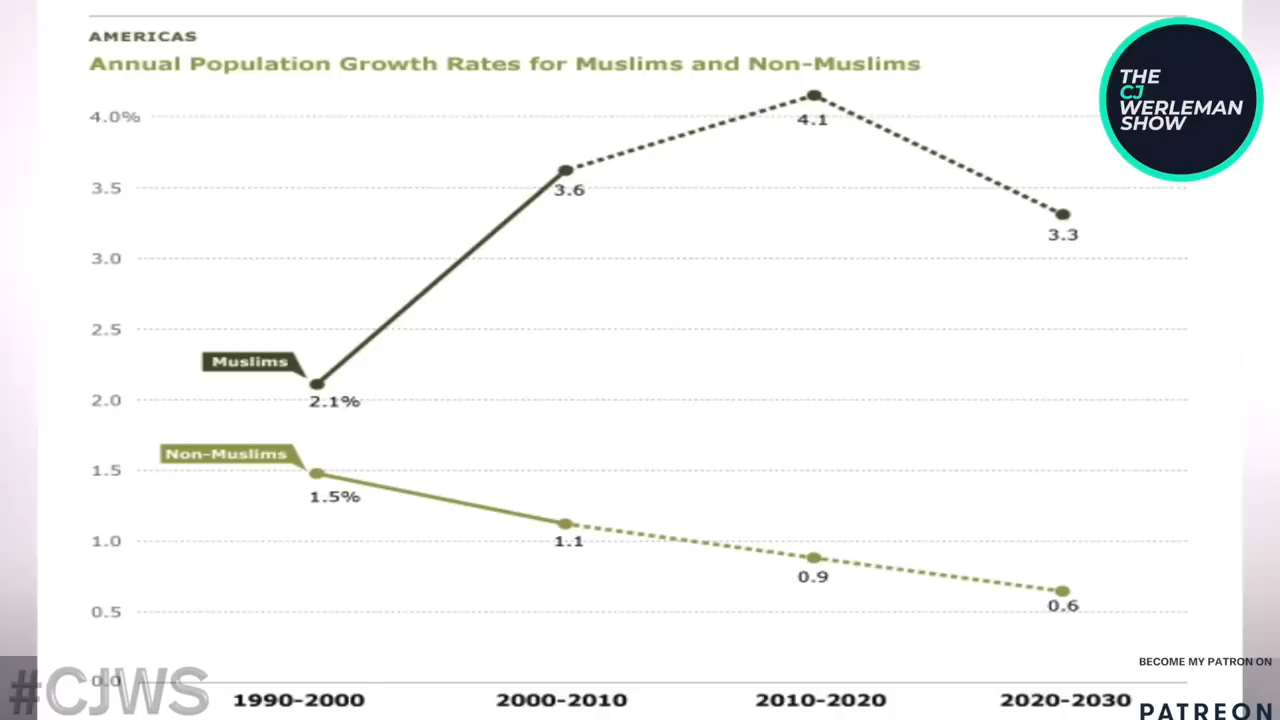 AMERICAS
Annual Population Growth Rates for Muslims and Non-Muslims
THE
CJ
WERLEMAN
SHOW
4.0%
4.1
3.5
3.6
3.3
3.0
2.5
Muslims
2.0
2.1%
Non-Muslims
1.5
1.5%
1.0
1.1
0.9
0.5
0.6
0.0
#CJWS
1990-2000
2000-2010
2010-2020
2020-2030
BECOME MY PATRON ON
PATREON